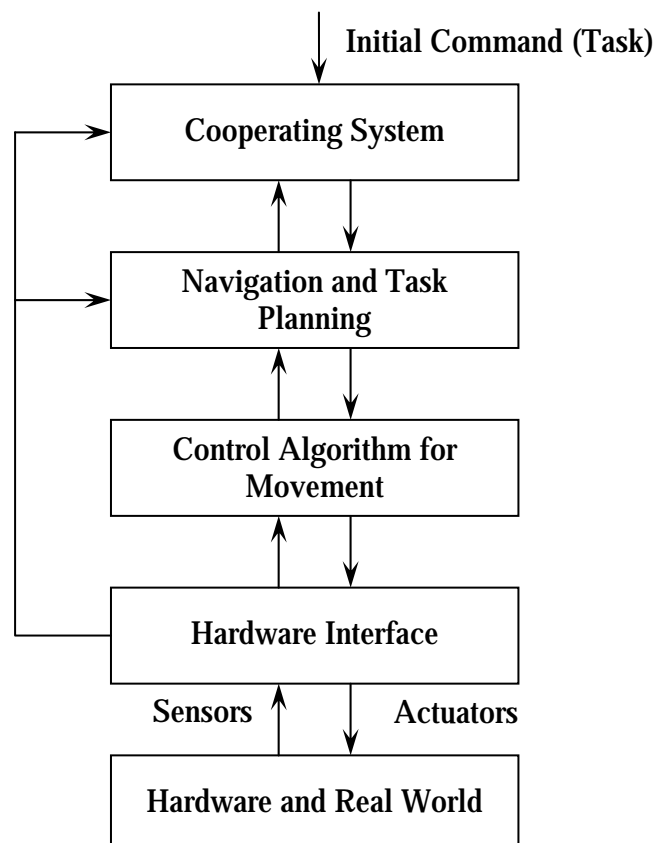 Initial Command (Task)
Cooperating System
Navigation and Task
Planning
Control Algorithm for
Movement
Hardware Interface
Sensors
Actuators
Hardware and Real World